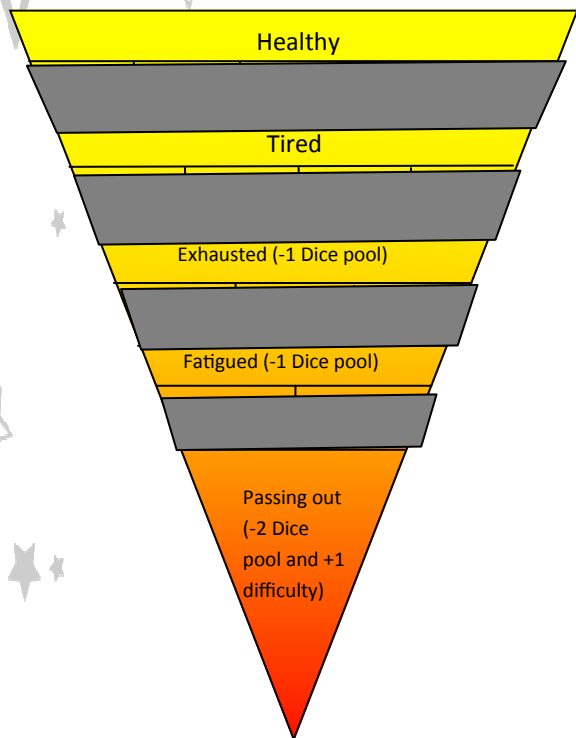 Healthy
Tired
Exhausted (-1 Dice pool)
Fatigued (-1 Dice pool)
Passing out
(-2 Dice
pool and +1
difficulty)